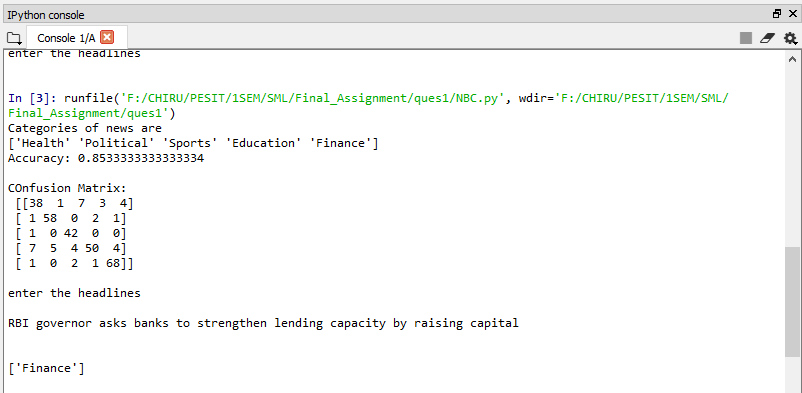 IPython console
Console 1/A
enter the headlines
In [3]: runfile('F:/CHIRU/PESIT/1SEM/SML/Final_Assignment/ques1/NBC.py', wdir='F:/CHIRU/PESIT/1SEM/SML/
Final_Assignment/ques1')
Categories of news are
['Health' 'Political' 'Sports' 'Education' 'Finance']
Accuracy: 0.8533333333333334
COnfusion Matrix:
[[38 1 7 3 4]
[ 1 58 0 2 1]
[ 1 0 42 0 0]
[ 7 5 4 50 4]
[ 1 0 2 1 68]]
enter the headlines
RBI governor asks banks to strengthen lending capacity by raising capital
['Finance']